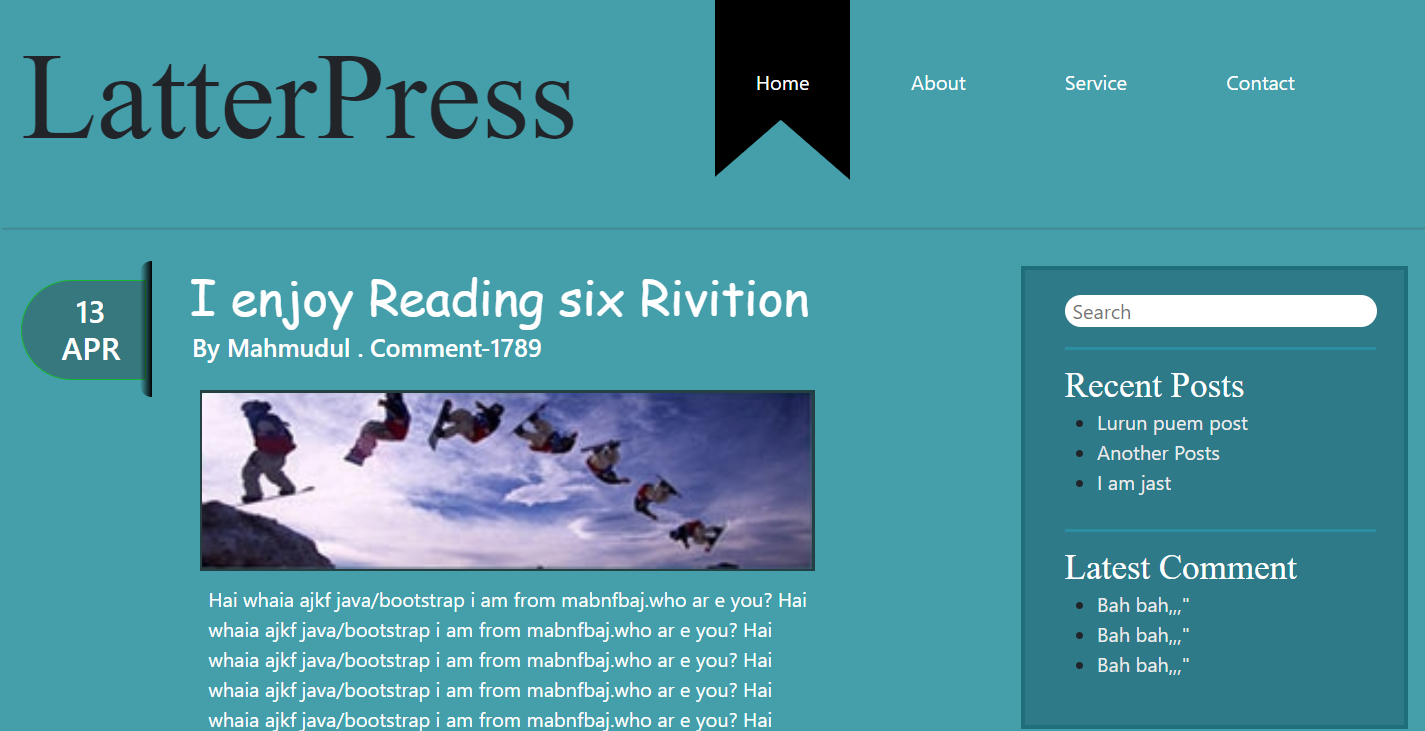 LatterPress
Home
About
Service
Contact
13
APR
I enjoy Reading six Rivition
By Mahmudul . Comment-1789
Hai whaia ajkf java/bootstrap i am from mabnfbaj.who ar e you? Hai
whaia ajkf java/bootstrap i am from mabnfbaj.who ar e you? Hai
whaia ajkf java/bootstrap i am from mabnfbaj.who ar e you? Hai
whaia ajkf java/bootstrap i am from mabnfbaj.who ar e you? Hai
whaia ajkf java/bootstrap i am from mabnfbaj.who ar e you? Hai
Search
Recent Posts
Lurun puem post
Another Posts
I am jast
Latest Comment
Bah bah,,,"
Bah bah,,,"
Bah bah,,,"